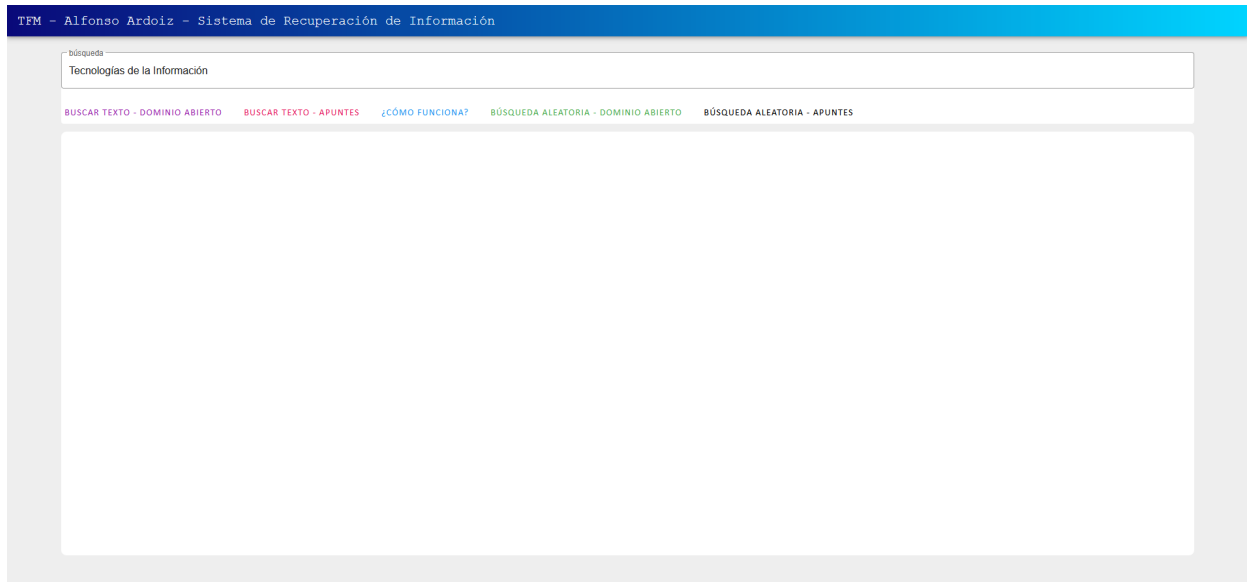 TFM - Alfonso Ardoiz - Sistema de Recuperación de Información
búsqueda
Tecnologías de la Información
BUSCAR TEXTO - DOMINIO ABIERTO BUSCAR TEXTO - APUNTES ¿CÓMO FUNCIONA? BÚSQUEDA ALEATORIA - DOMINIO ABIERTO BÚSQUEDA ALEATORIA - APUNTES